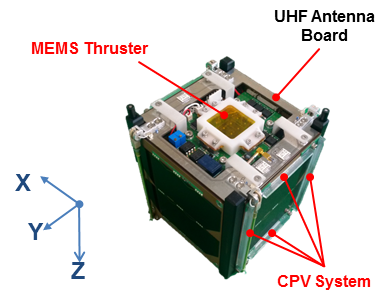 UHF Antenna
Board
MEMS Thruster
X
Y
Z
CPV System